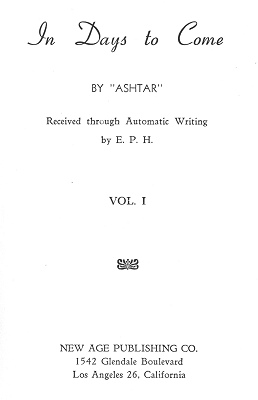 In Days to Come
BY "ASHTAR"
Received through Automatic Writing
by E. P. H.
VOL. I
NEW AGE PUBLISHING CO.
1542 Glendale Boulevard
Los Angeles 26, California